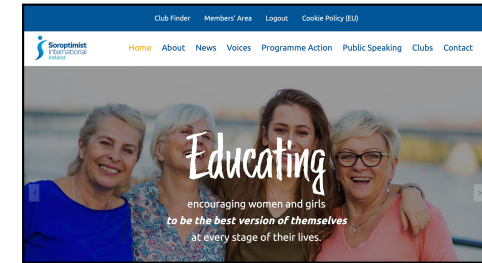 Club Finder Members' Area Logout Cookie Policy (EU)
Soroptimist
International
Ireland
Home About News Voices Programme Action Public Speaking Clubs Contact
Educating
encouraging women and girls
to be the best version of themselves
at every stage of their lives.